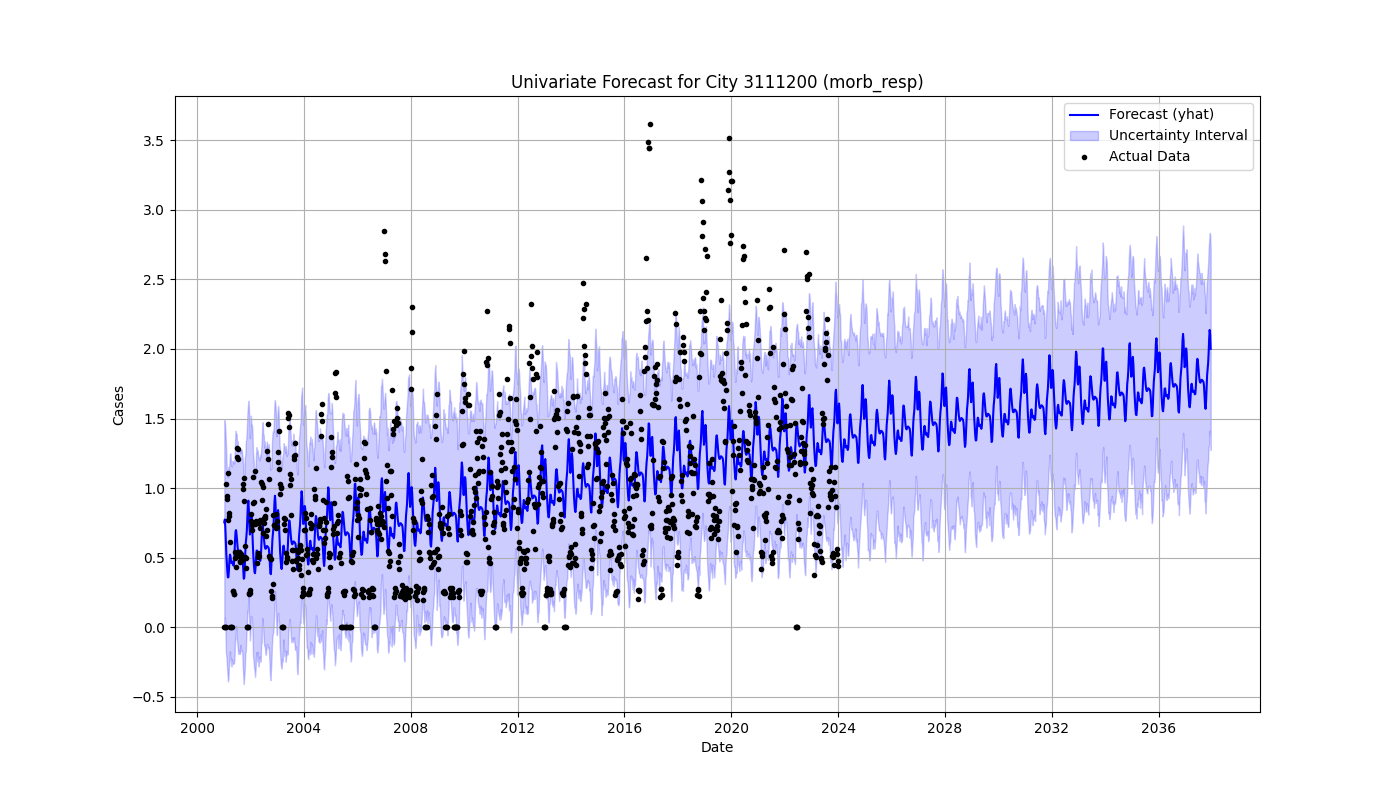 Univariate Forecast for City 3111200 (morb_resp)
Forecast (yhat)
Uncertainty Interval
Actual Data
Cases
3.5
3.0
2.5
2.0
1.5
1.0
0.5
0.0
−0.5
2000 2004 2008 2012 2016 2020 2024 2028 2032 2036
Date